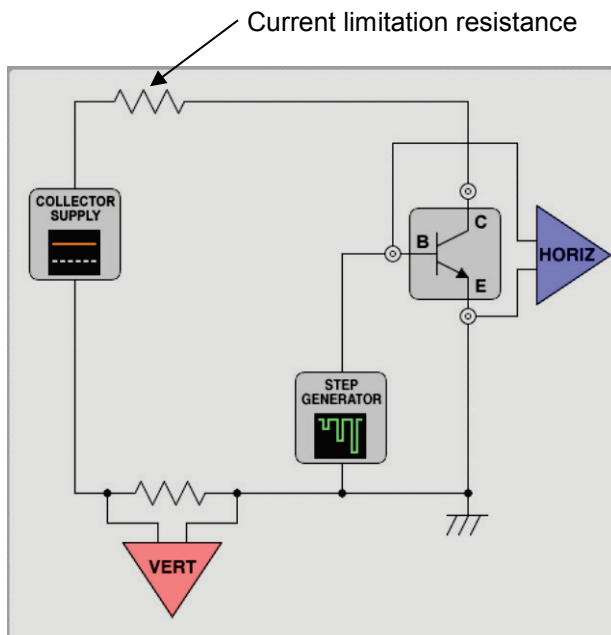 Current limitation resistance
COLLECTOR
SUPPLY
C
B
HORIZ
E
STEP
GENERATOR
VERT